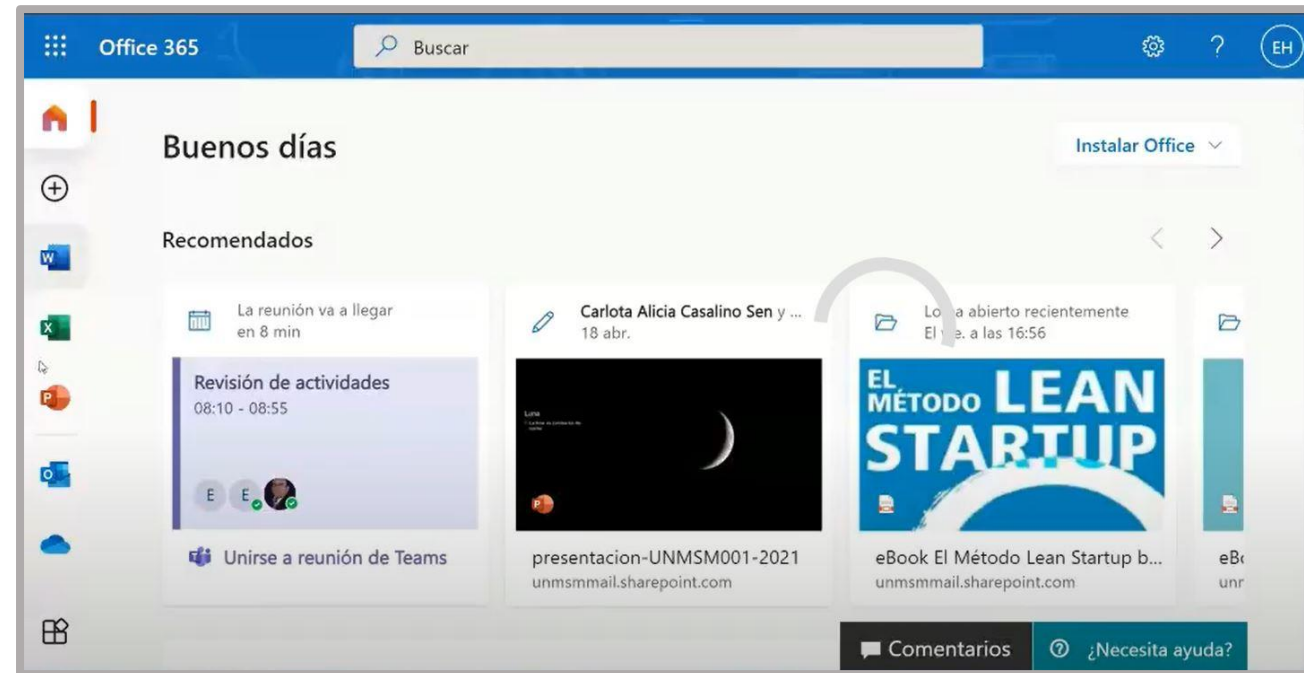 Office 365
Buscar
EH
Buenos días
Instalar Office
Recomendados
La reunión va a llegar
en 8 min
Revisión de actividades
08:10 - 08:55
E E
Unirse a reunión de Teams
Carlota Alicia Casalino Sen y ...
18 abr.
Luna
presentacion-UNMSM001-2021
unmsmmail.sharepoint.com
abierto recientemente
a las 16:56
EL
MÉTODO LEAN
STARTUP
eBook El Método Lean Startup b...
unmsmmail.sharepoint.com
Comentarios
¿Necesita ayuda?